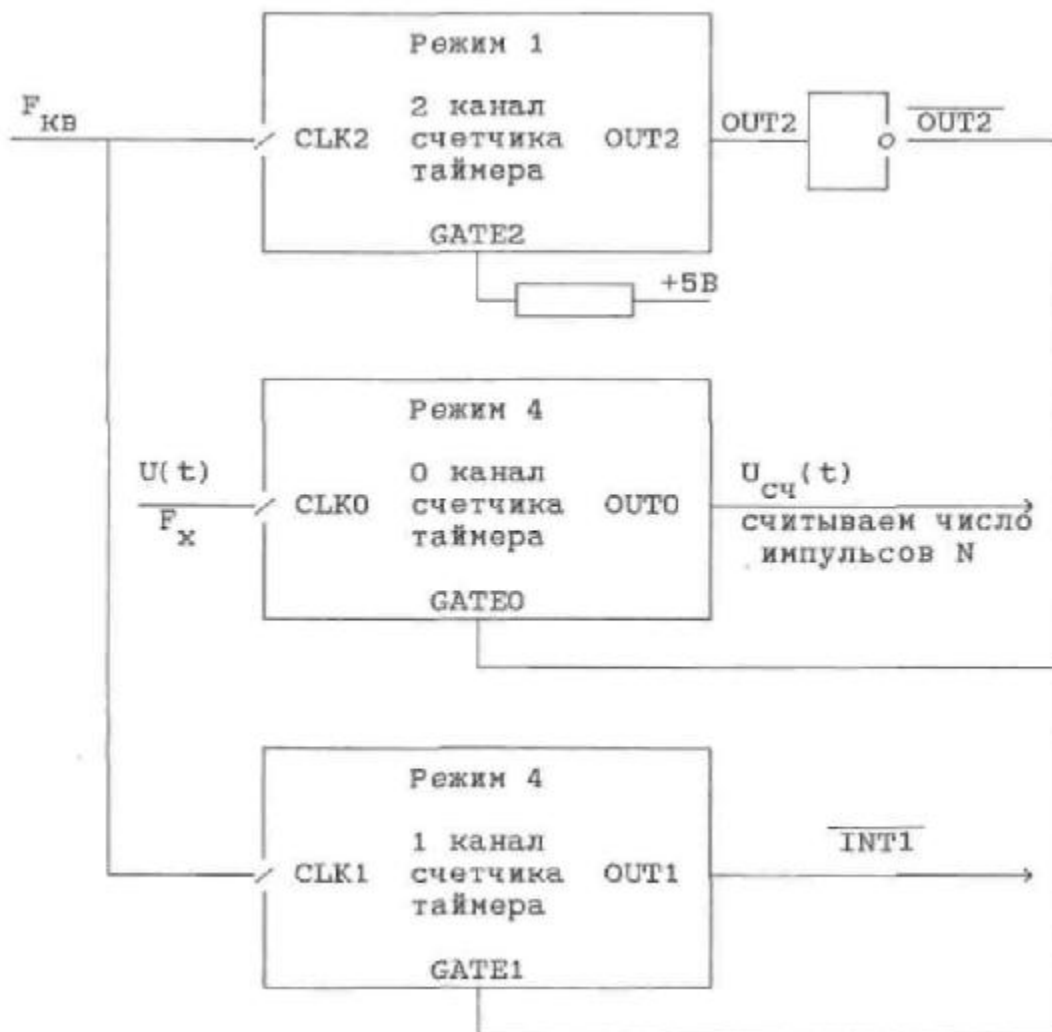 Режим 1
F КВ
CLK2
2 канал
счетчика
таймера
OUT2
OUT2
OUT2
GATE2
+5В
Режим 4
U(t)
F x
CLK0
0 канал
счетчика
таймера
OUT0
U сч (t)
считываем число
импульсов N
GATE0
Режим 4
CLK1
1 канал
счетчика
таймера
OUT1
INT1
GATE1